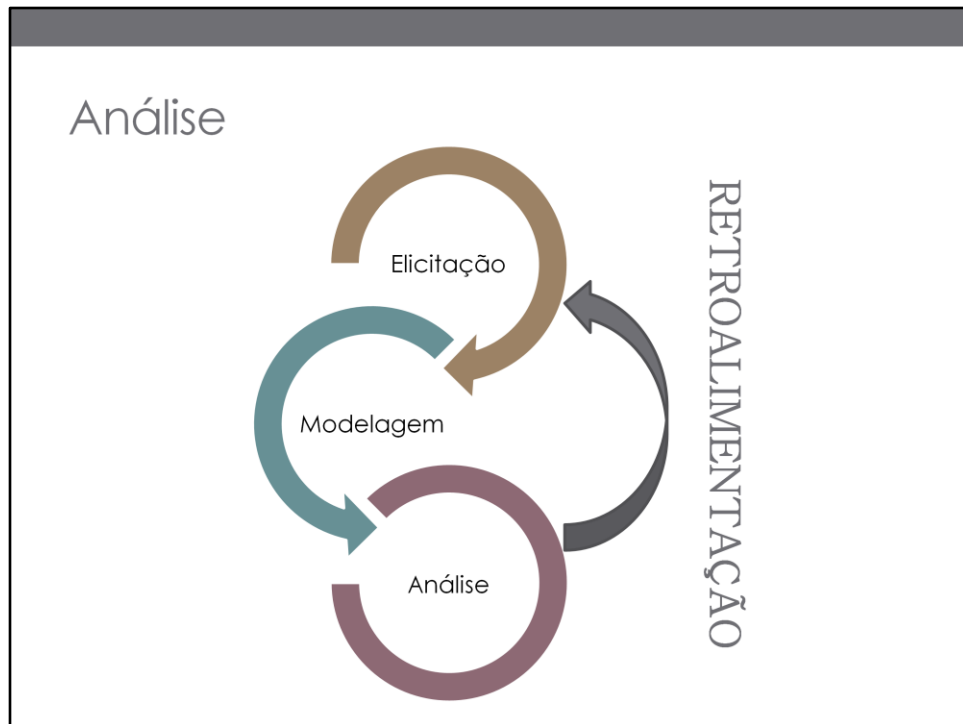 Análise
Elicitação
Modelagem
Análise
RETROALIMENTAÇÃO